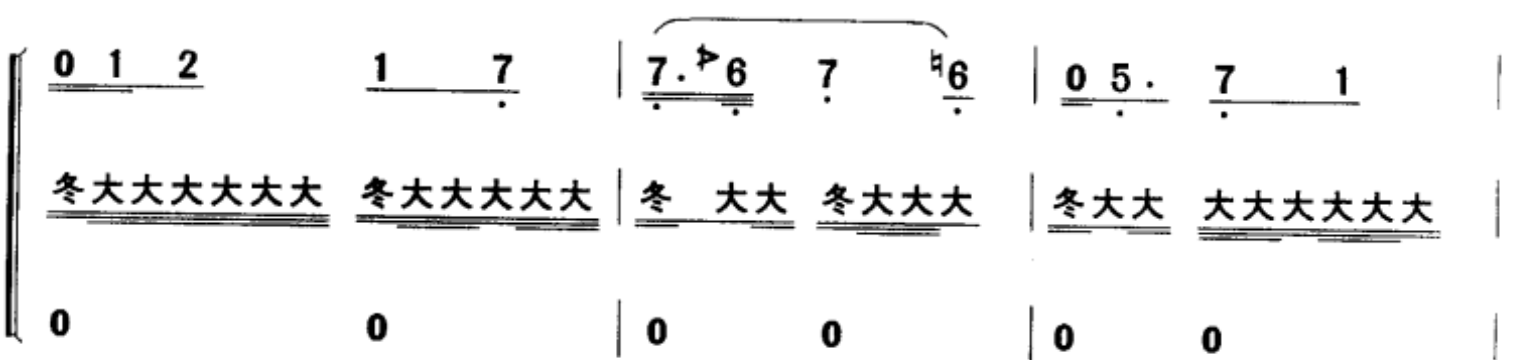 0 1 2 1 7 | 7. ♭6 7 ♮6 | 0 5. 7 1 |
冬大大大大大大 冬大大大大大 | 冬 大大 冬大大大 | 冬大大 大大大大大大 |
0 0 | 0 0 | 0 0 |